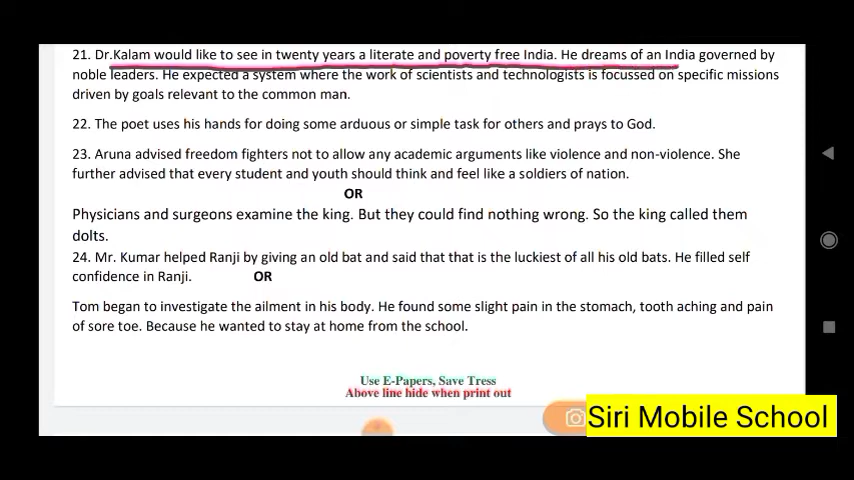 21. Dr.Kalam would like to see in twenty years a literate and poverty free India. He dreams of an India governed by
noble leaders. He expected a system where the work of scientists and technologists is focussed on specific missions
driven by goals relevant to the common man.
22. The poet uses his hands for doing some arduous or simple task for others and prays to God.
23. Aruna advised freedom fighters not to allow any academic arguments like violence and non-violence. She
further advised that every student and youth should think and feel like a soldiers of nation.
OR
Physicians and surgeons examine the king. But they could find nothing wrong. So the king called them
dolts.
24. Mr. Kumar helped Ranji by giving an old bat and said that that is the luckiest of all his old bats. He filled self
confidence in Ranji. OR
Tom began to investigate the ailment in his body. He found some slight pain in the stomach, tooth aching and pain
of sore toe. Because he wanted to stay at home from the school.
Use E-Papers, Save Tress
Above line hide when print out
Siri Mobile School